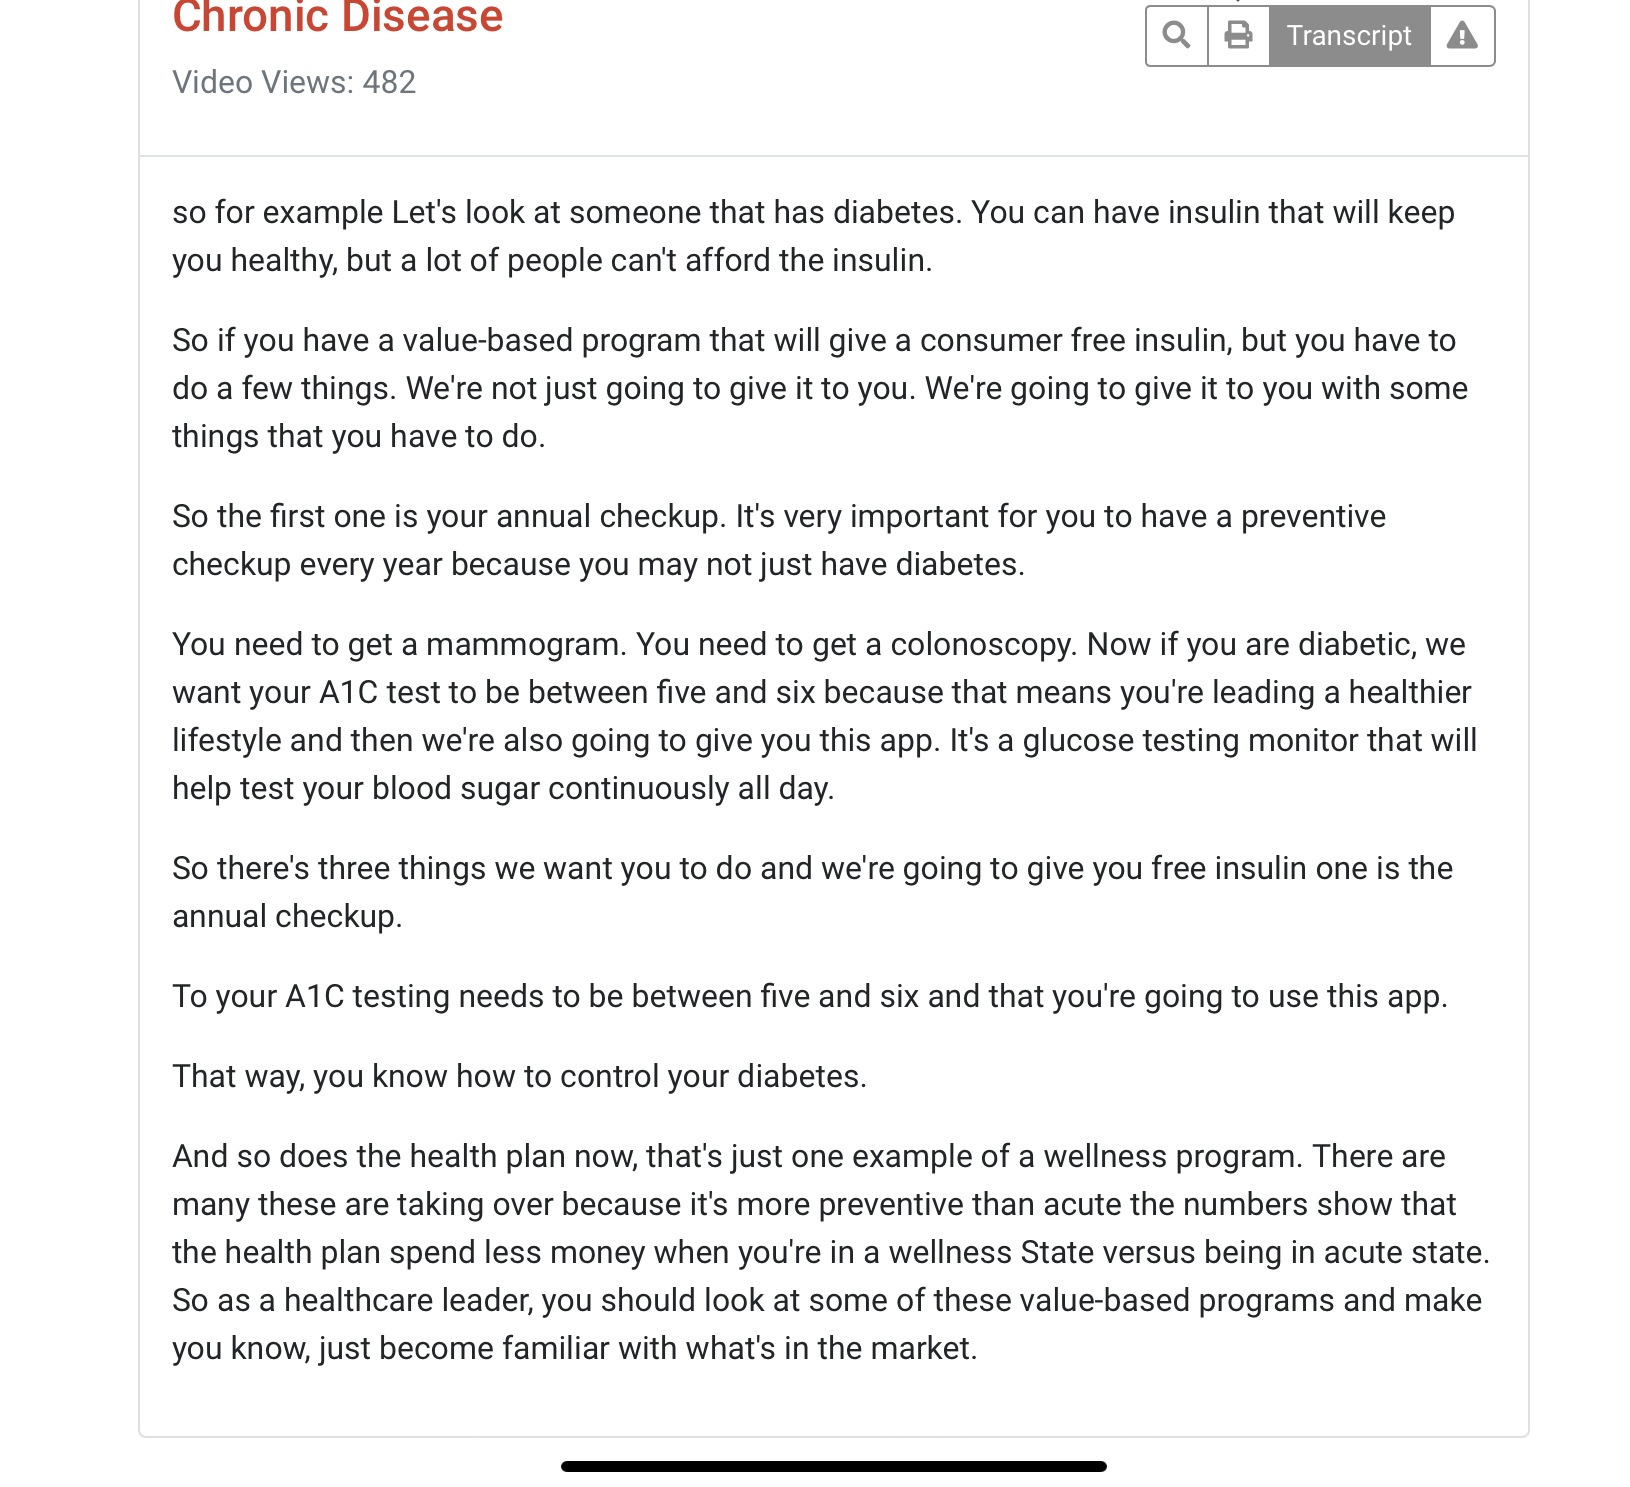 Chronic Disease
Transcript
Video Views: 482
so for example Let's look at someone that has diabetes. You can have insulin that will keep
you healthy, but a lot of people can't afford the insulin.
So if you have a value-based program that will give a consumer free insulin, but you have to
do a few things. We're not just going to give it to you. We're going to give it to you with some
things that you have to do.
So the first one is your annual checkup. It's very important for you to have a preventive
checkup every year because you may not just have diabetes.
You need to get a mammogram. You need to get a colonoscopy. Now if you are diabetic, we
want your A1C test to be between five and six because that means you're leading a healthier
lifestyle and then we're also going to give you this app. It's a glucose testing monitor that will
help test your blood sugar continuously all day.
So there's three things we want you to do and we're going to give you free insulin one is the
annual checkup.
To your A1C testing needs to be between five and six and that you're going to use this app.
That way, you know how to control your diabetes.
And so does the health plan now, that's just one example of a wellness program. There are
many these are taking over because it's more preventive than acute the numbers show that
the health plan spend less money when you're in a wellness State versus being in acute state.
So as a healthcare leader, you should look at some of these value-based programs and make
you know, just become familiar with what's in the market.